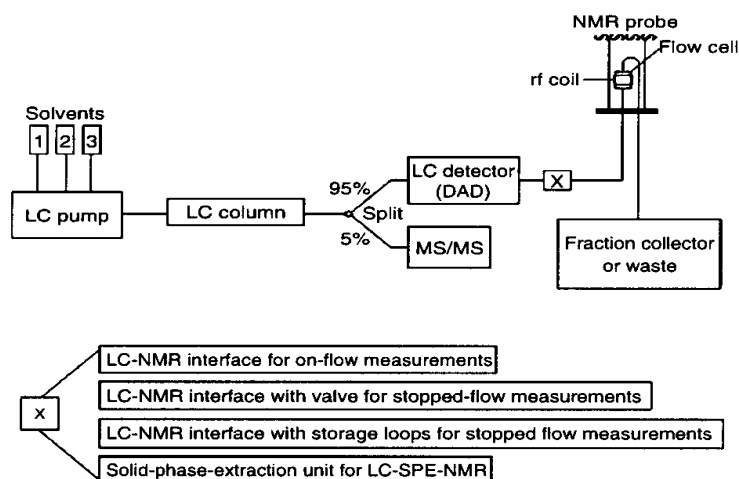 NMR probe
Flow cell
rf coil
Solvents
1 2 3
LC pump
LC column
95%
Split
5%
LC detector
(DAD)
MS/MS
X
Fraction collector
or waste
X
LC-NMR interface for on-flow measurements
LC-NMR interface with valve for stopped-flow measurements
LC-NMR interface with storage loops for stopped flow measurements
Solid-phase-extraction unit for LC-SPE-NMR